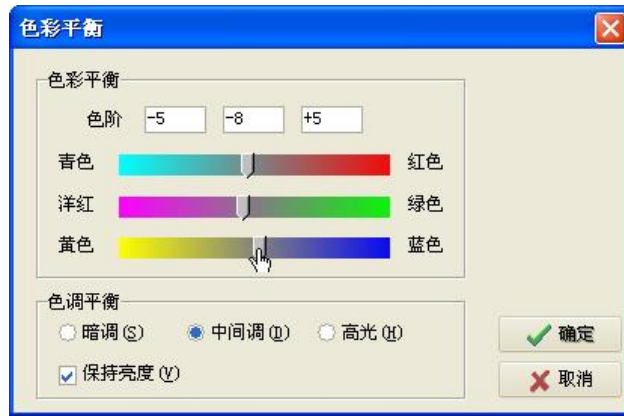 色彩平衡
色彩平衡
色阶 -5 -8 +5
青色 红色
洋红 绿色
黄色 蓝色
色调平衡
暗调(S) 中间调(D) 高光(H)
保持亮度(V)
确定
取消